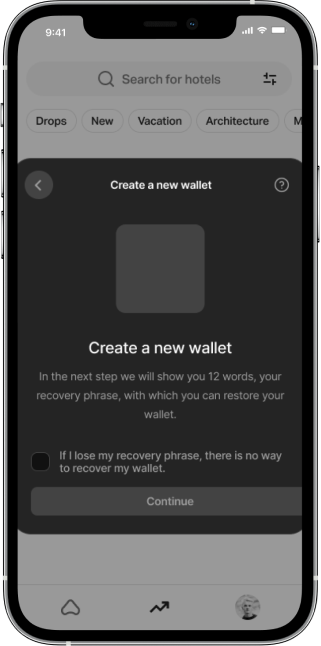 9:41
Search for hotels
Drops New Vacation Architecture M
Create a new wallet
Create a new wallet
In the next step we will show you 12 words, your
recovery phrase, with which you can restore your
wallet.
If I lose my recovery phrase, there is no way
to recover my wallet.
Continue